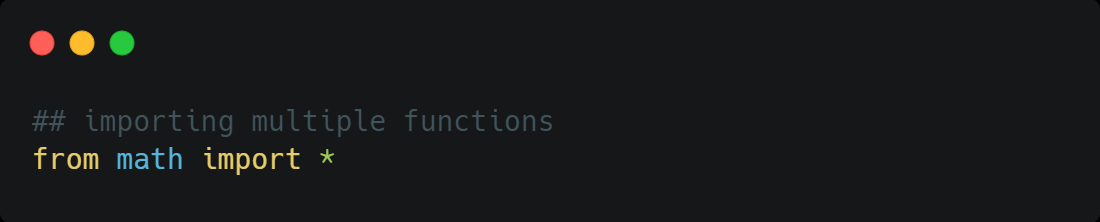 ## importing multiple functions
from math import *